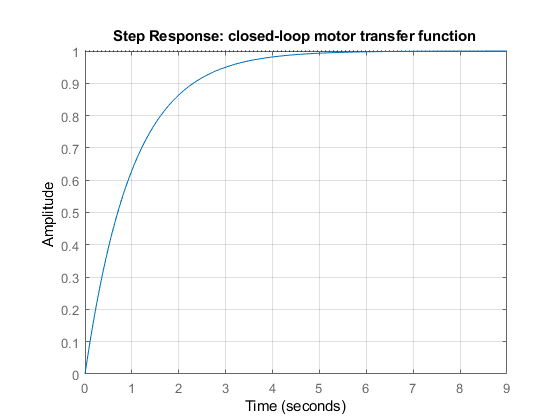 Step Response: closed-loop motor transfer function
1
0.9
0.8
0.7
0.6
0.5
0.4
0.3
0.2
0.1
0
Amplitude
0 1 2 3 4 5 6 7 8 9
Time (seconds)